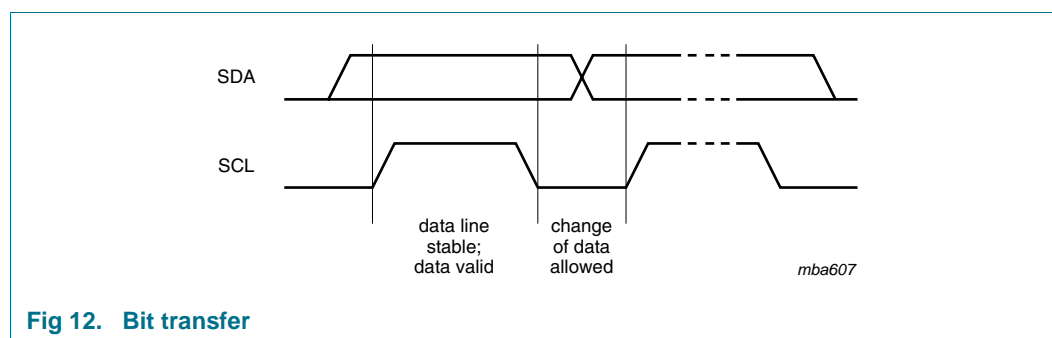 SDA
SCL
data line
stable;
data valid
change
of data
allowed
mba607
Fig 12. Bit transfer